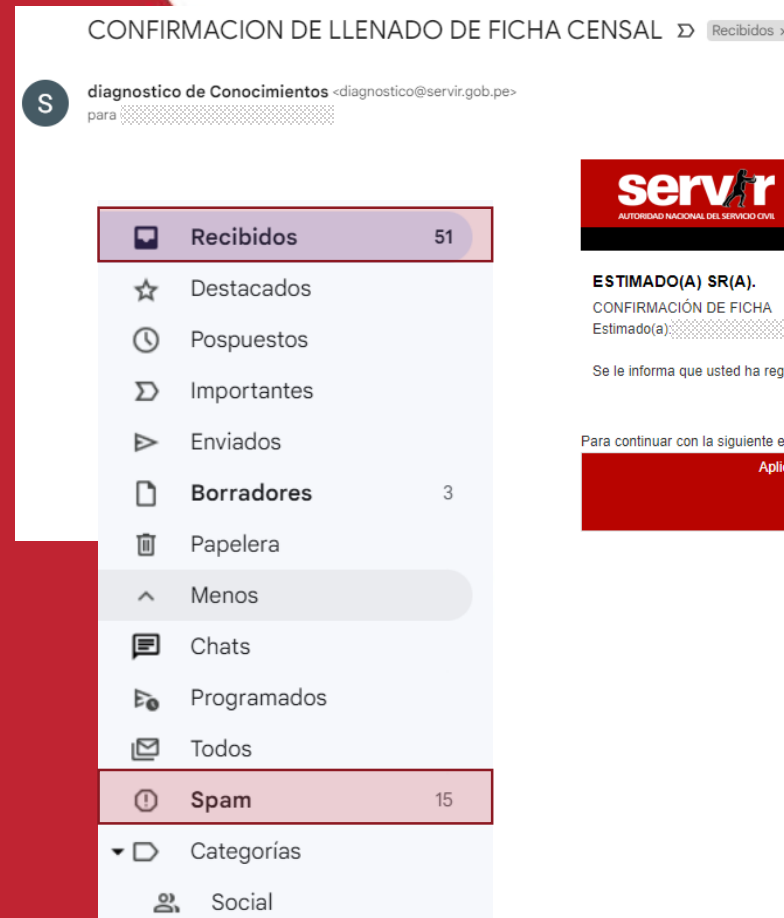 CONFIRMACION DE LLENADO DE FICHA CENSAL Recibidos ×
S
diagnostico de Conocimientos <diagnostico@servir.gob.pe>
para
servir
AUTORIDAD NACIONAL DEL SERVICIO CIVIL
ESTIMADO(A) SR(A).
CONFIRMACIÓN DE FICHA
Estimado(a):
Se le informa que usted ha reg
Para continuar con la siguiente e
Apli
Recibidos 51
Destacados
Pospuestos
Importantes
Enviados
Borradores 3
Papelera
Menos
Chats
Programados
Todos
Spam 15
Categorías
Social